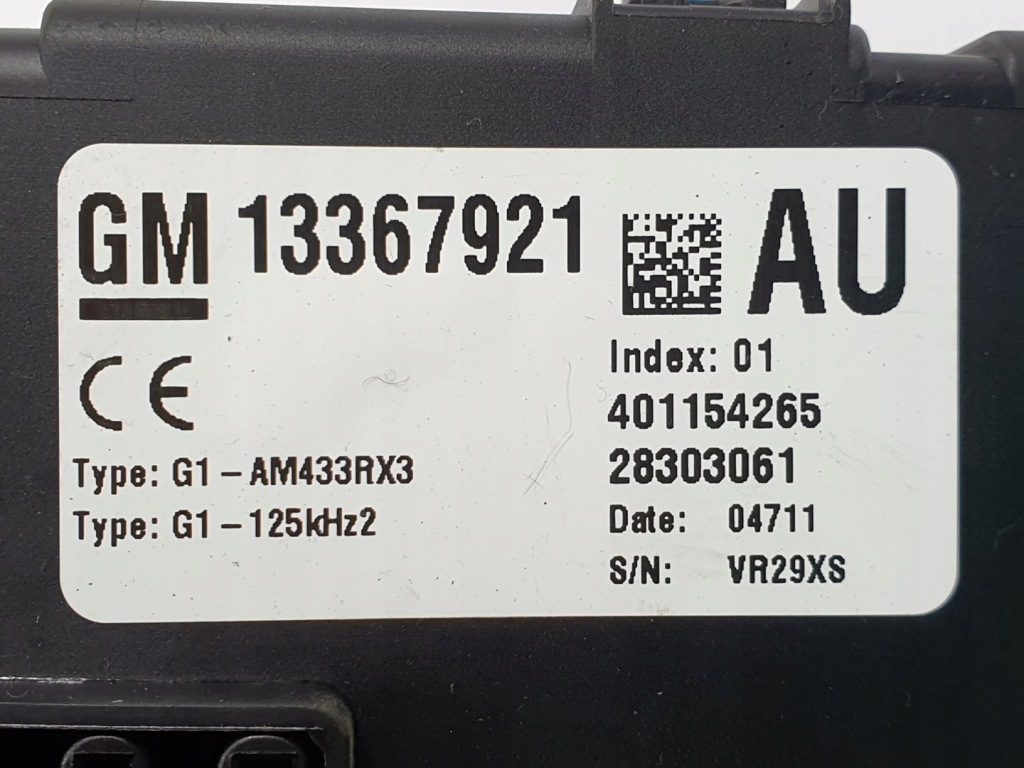 GM 13367921 AU
CE
Type: G1-AM433RX3
Type: G1-125kHz2
Index: 01
401154265
28303061
Date: 04711
S/N: VR29XS